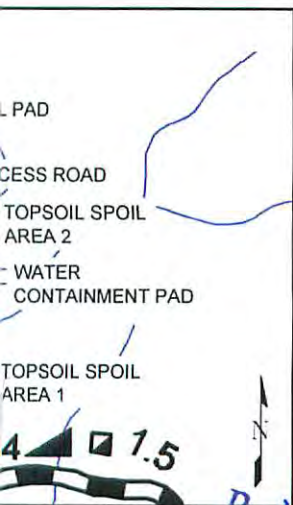 L PAD
CESS ROAD
TOPSOIL SPOIL
AREA 2
WATER
CONTAINMENT PAD
TOPSOIL SPOIL
AREA 1
4 1.5
N